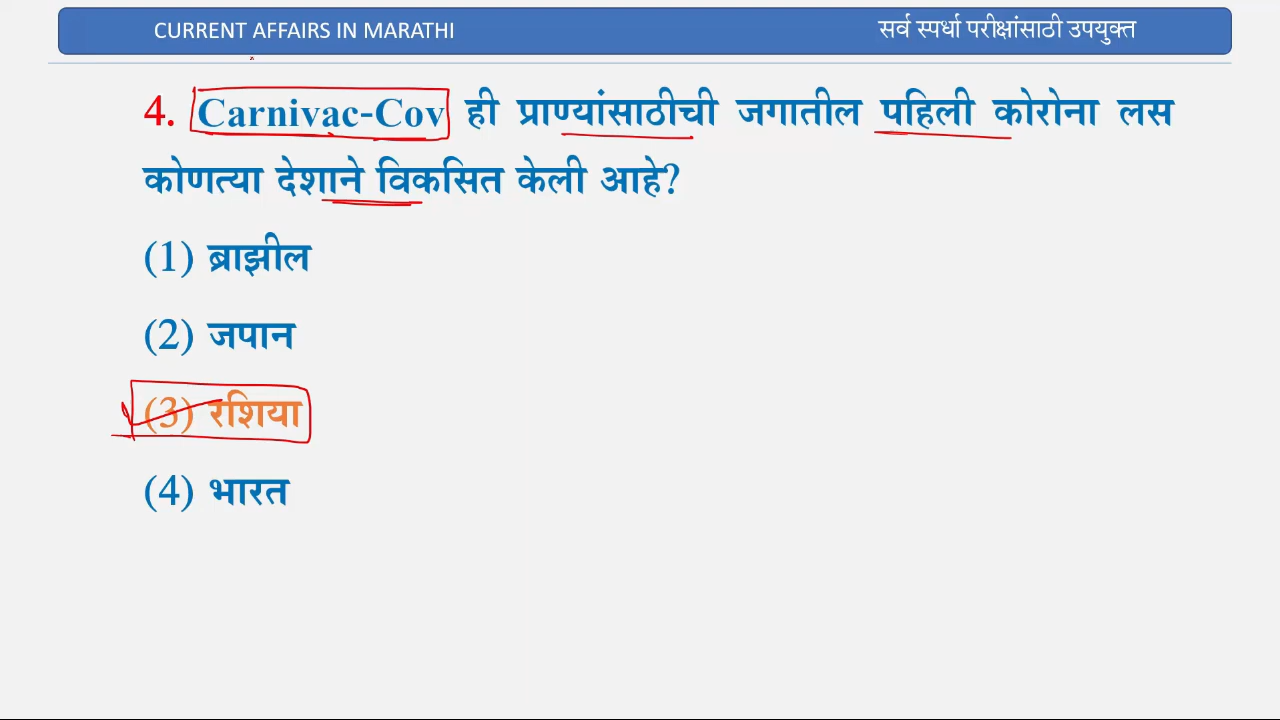 CURRENT AFFAIRS IN MARATHI सर्व स्पर्धा परीक्षांसाठी उपयुक्त
4. Carnivac-Cov ही प्राण्यांसाठीची जगातील पहिली कोरोना लस
कोणत्या देशाने विकसित केली आहे?
(1) ब्राझील
(2) जपान
(3) रशिया
(4) भारत